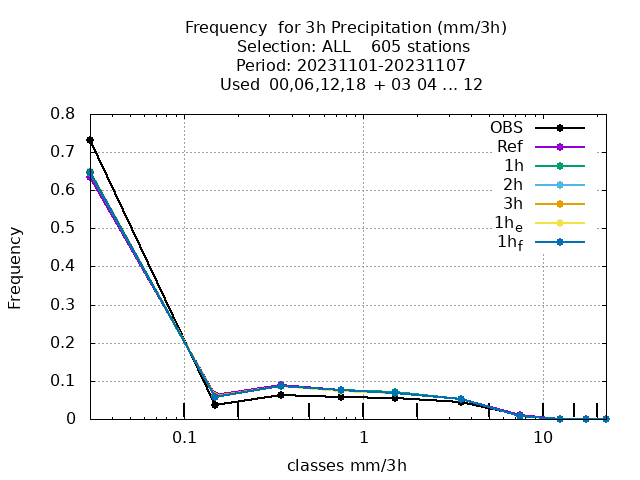 Frequency  for 3h Precipitation (mm/3h)
Selection: ALL    605 stations
Period: 20231101-20231107
Used  00,06,12,18  + 03 04 ... 12
0.8
0.7
0.6
0.5
0.4
0.3
0.2
0.1
0
Frequency
OBS
Ref
1h
2h
3h
1h_e
1h_f
0.1
1
10
classes mm/3h